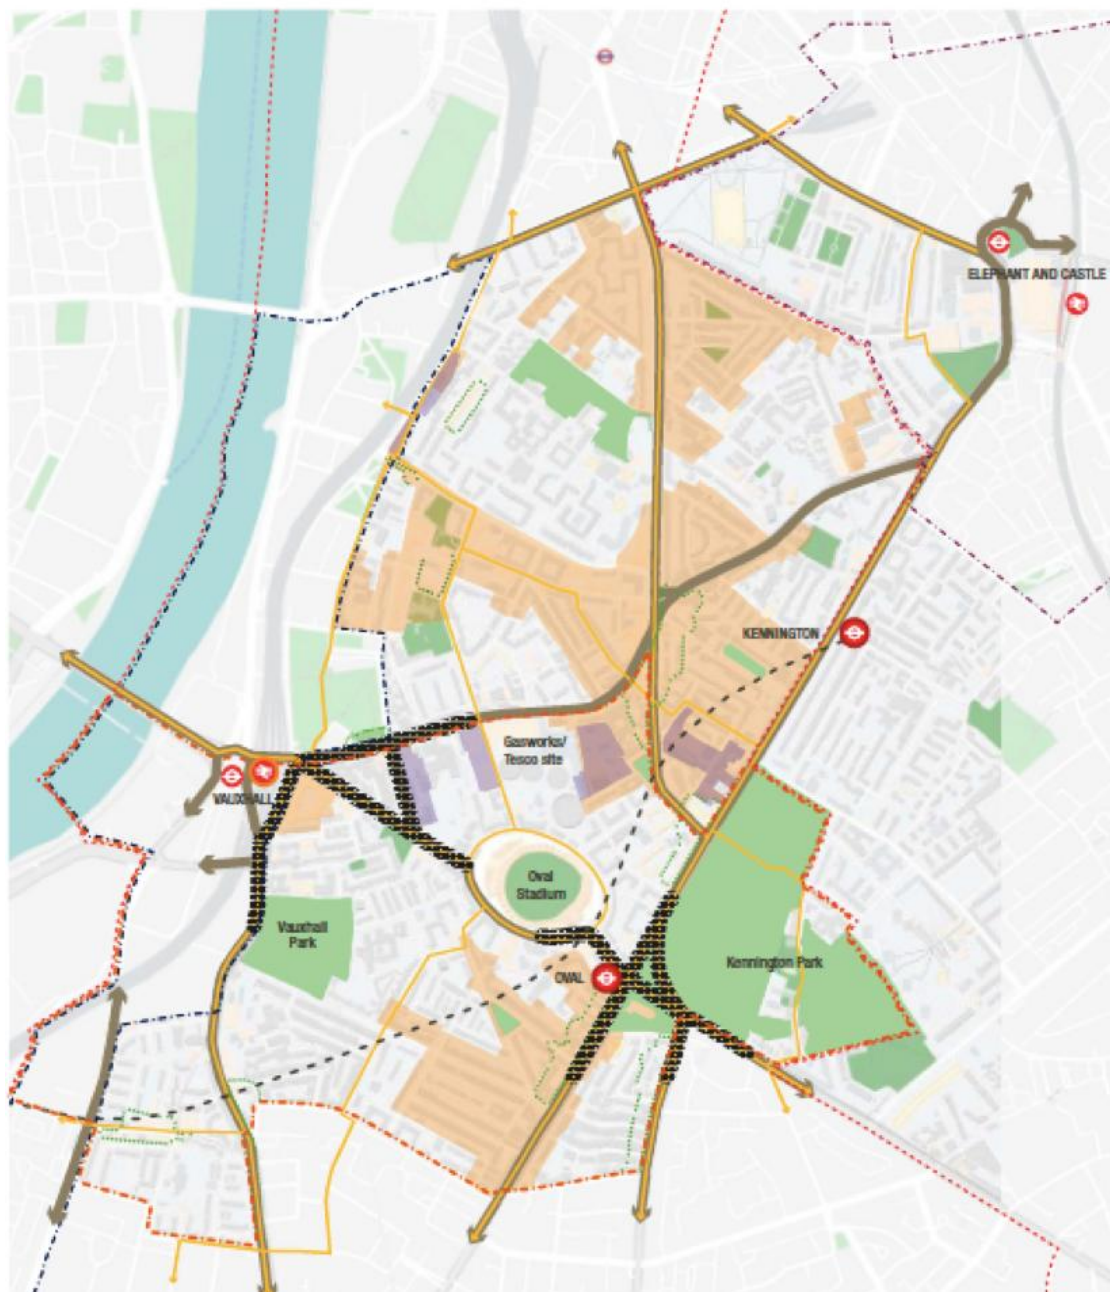 ELEPHANT AND CASTLE
KENNINGTON
Gasworks/
Tesco site
VAUXHALL
Oval
Stadium
Vauxhall
Park
OVAL
Kennington Park